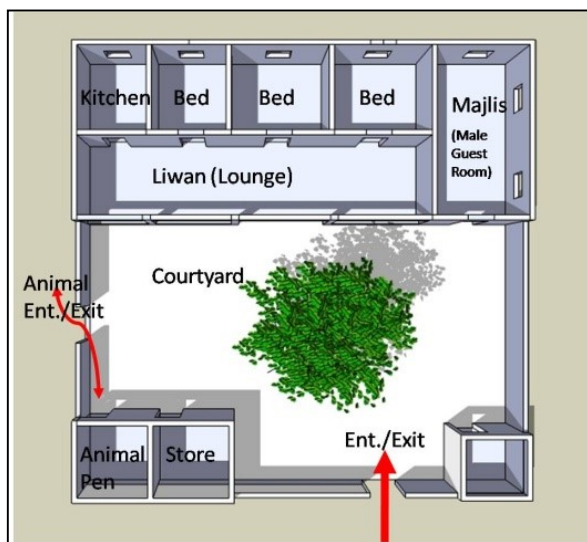 Kitchen
Bed
Bed
Bed
Majlis
(Male
Guest
Room)
Liwan (Lounge)
Courtyard
Animal
Ent./Exit
Ent./Exit
Animal
Pen
Store